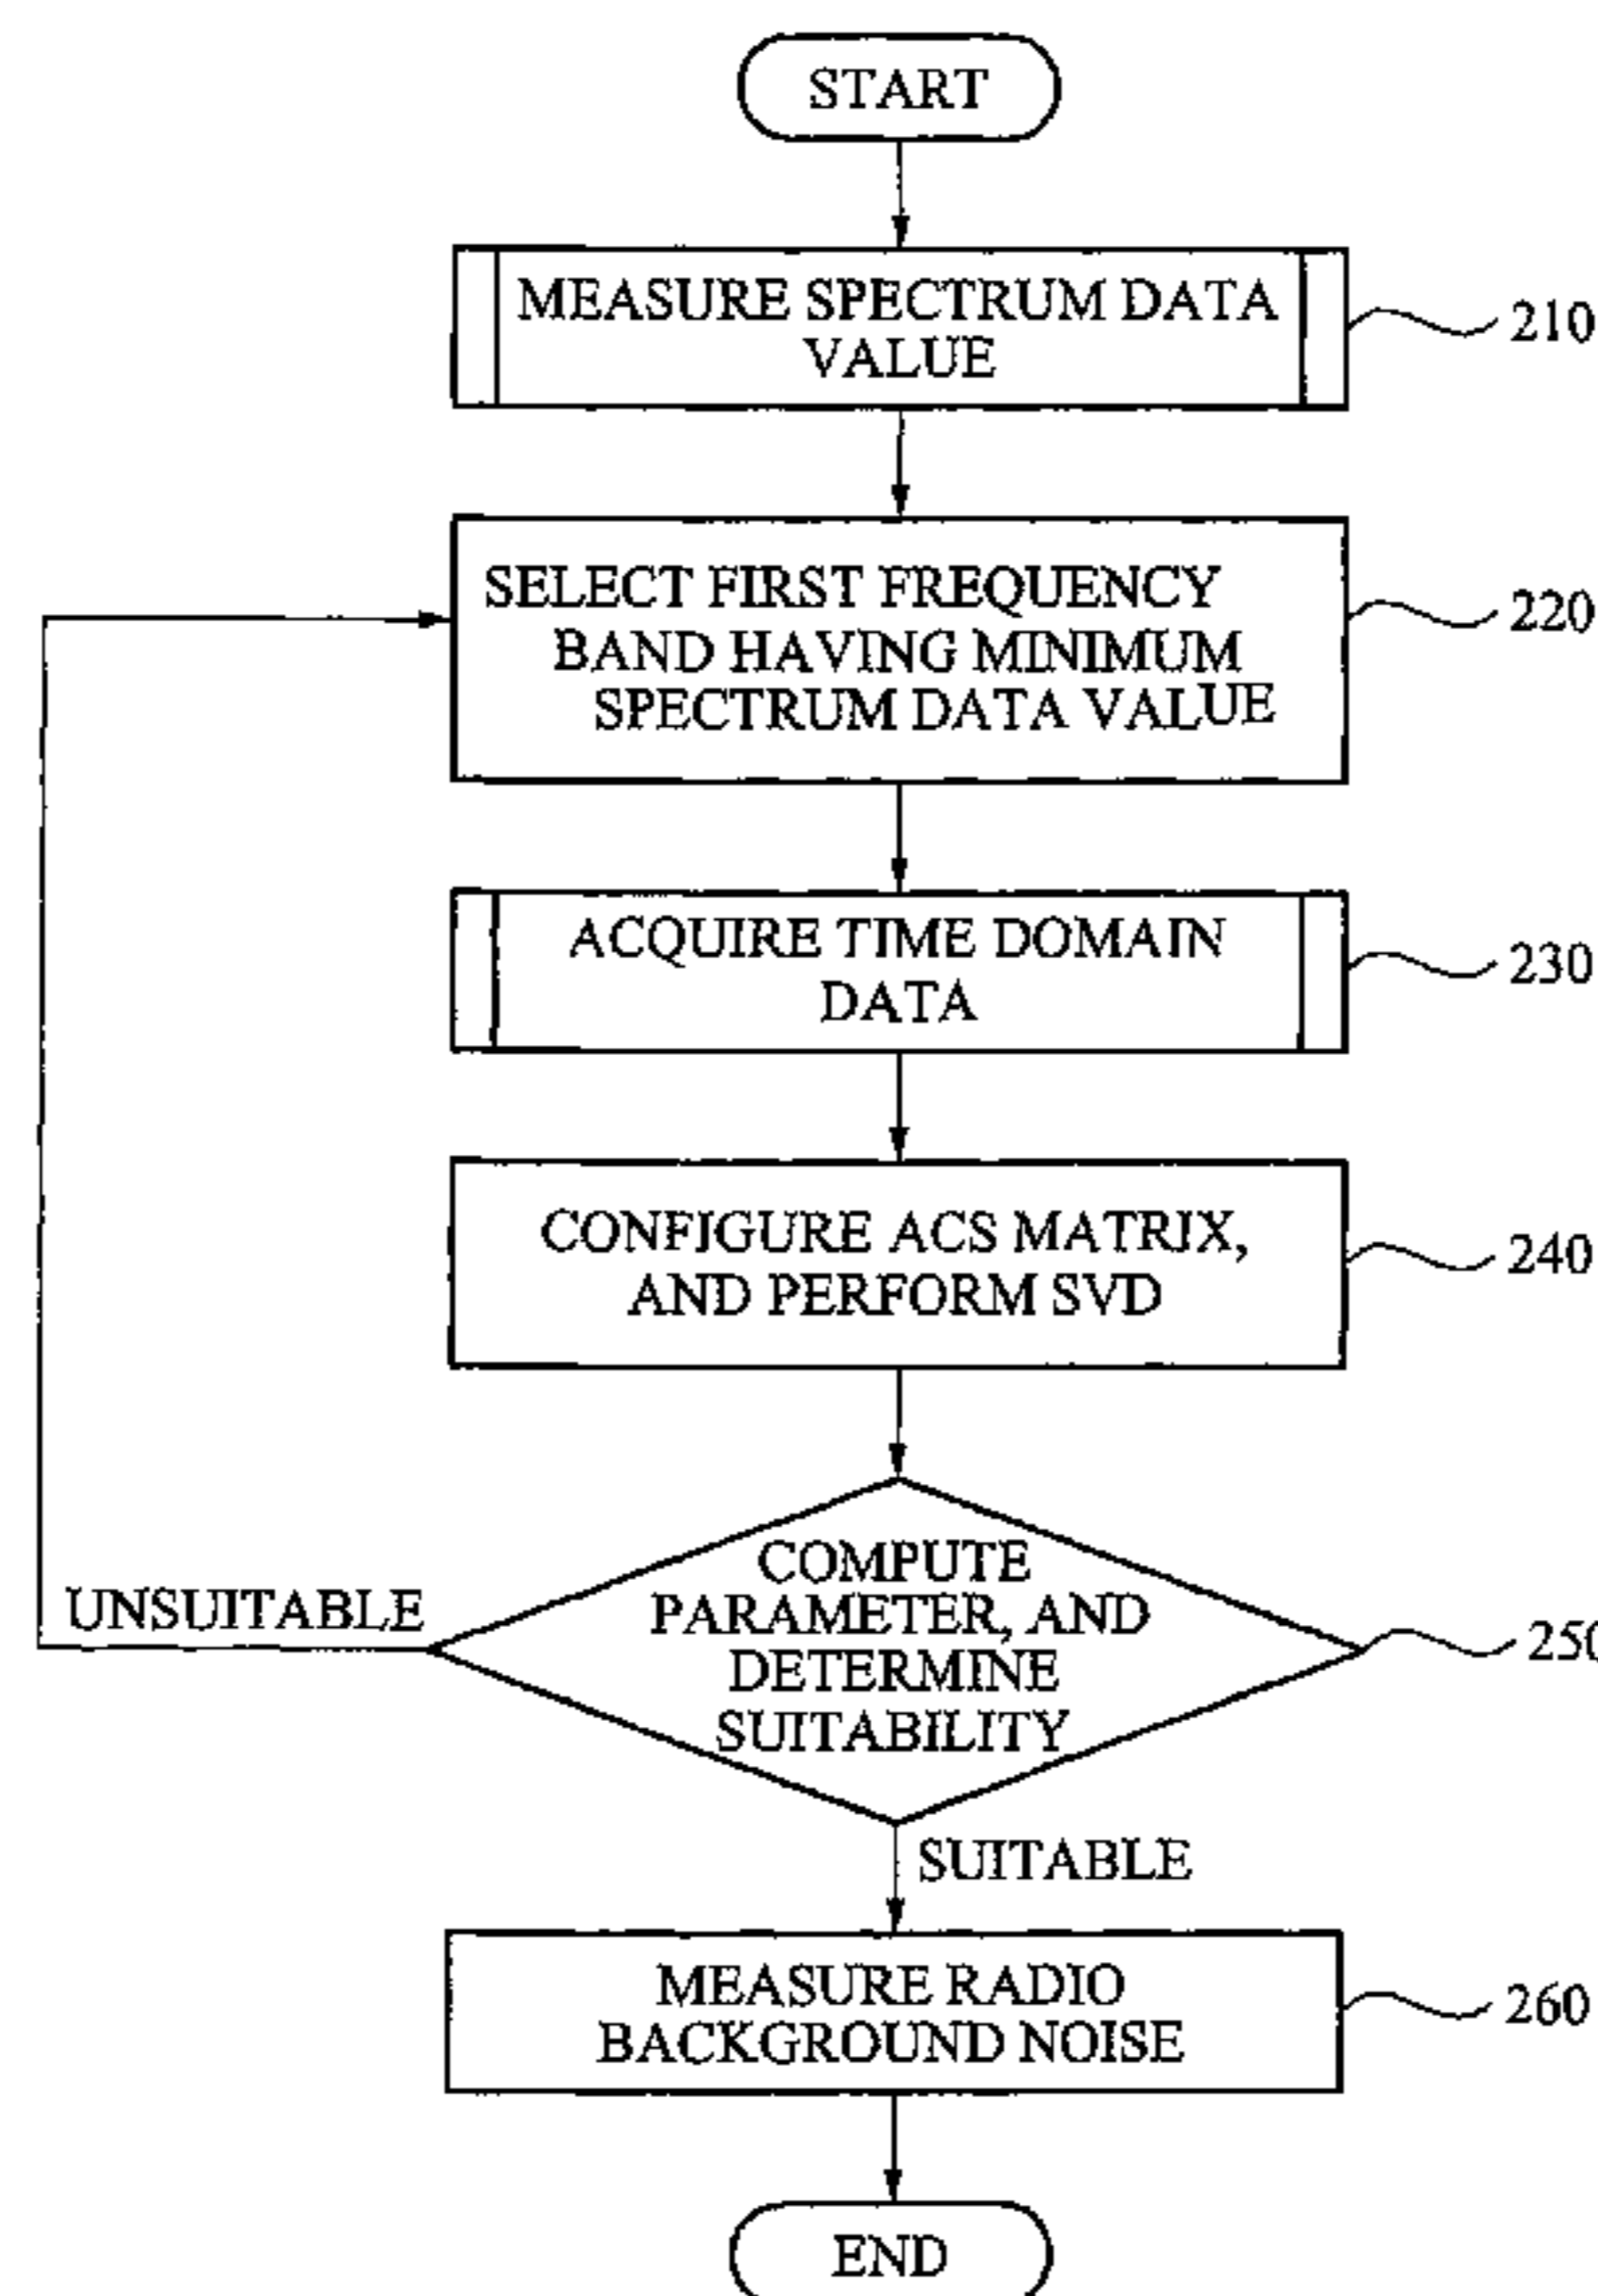 START
MEASURE SPECTRUM DATA
VALUE
210
SELECT FIRST FREQUENCY
BAND HAVING MINIMUM
SPECTRUM DATA VALUE
220
ACQUIRE TIME DOMAIN
DATA
230
CONFIGURE ACS MATRIX,
AND PERFORM SVD
240
COMPUTE
PARAMETER, AND
DETERMINE
SUITABILITY
250
UNSUITABLE
SUITABLE
MEASURE RADIO
BACKGROUND NOISE
260
END